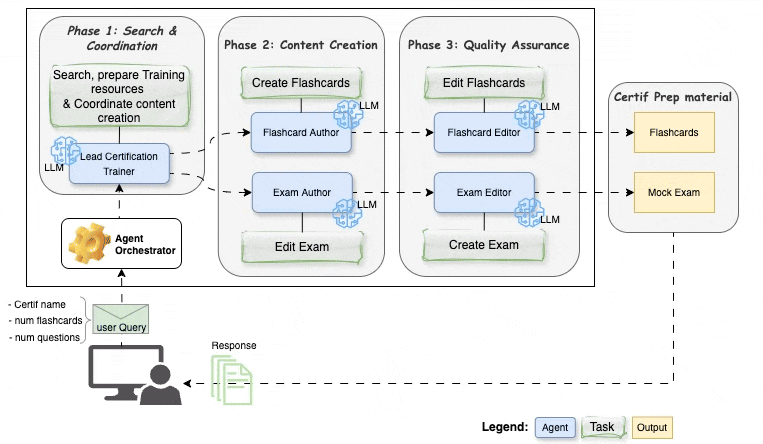 Phase 1: Search &
Coordination
Search, prepare Training
resources
& Coordinate content
creation
LLM
Lead Certification
Trainer
Agent
Orchestrator
Phase 2: Content Creation
Create Flashcards
LLM
Flashcard Author
Exam Author
LLM
Edit Exam
Phase 3: Quality Assurance
Edit Flashcards
LLM
Flashcard Editor
Exam Editor
LLM
Create Exam
Certif Prep material
Flashcards
Mock Exam
- Certif name
- num flashcards
- num questions
user Query
Response
Legend:
Agent
Task
Output